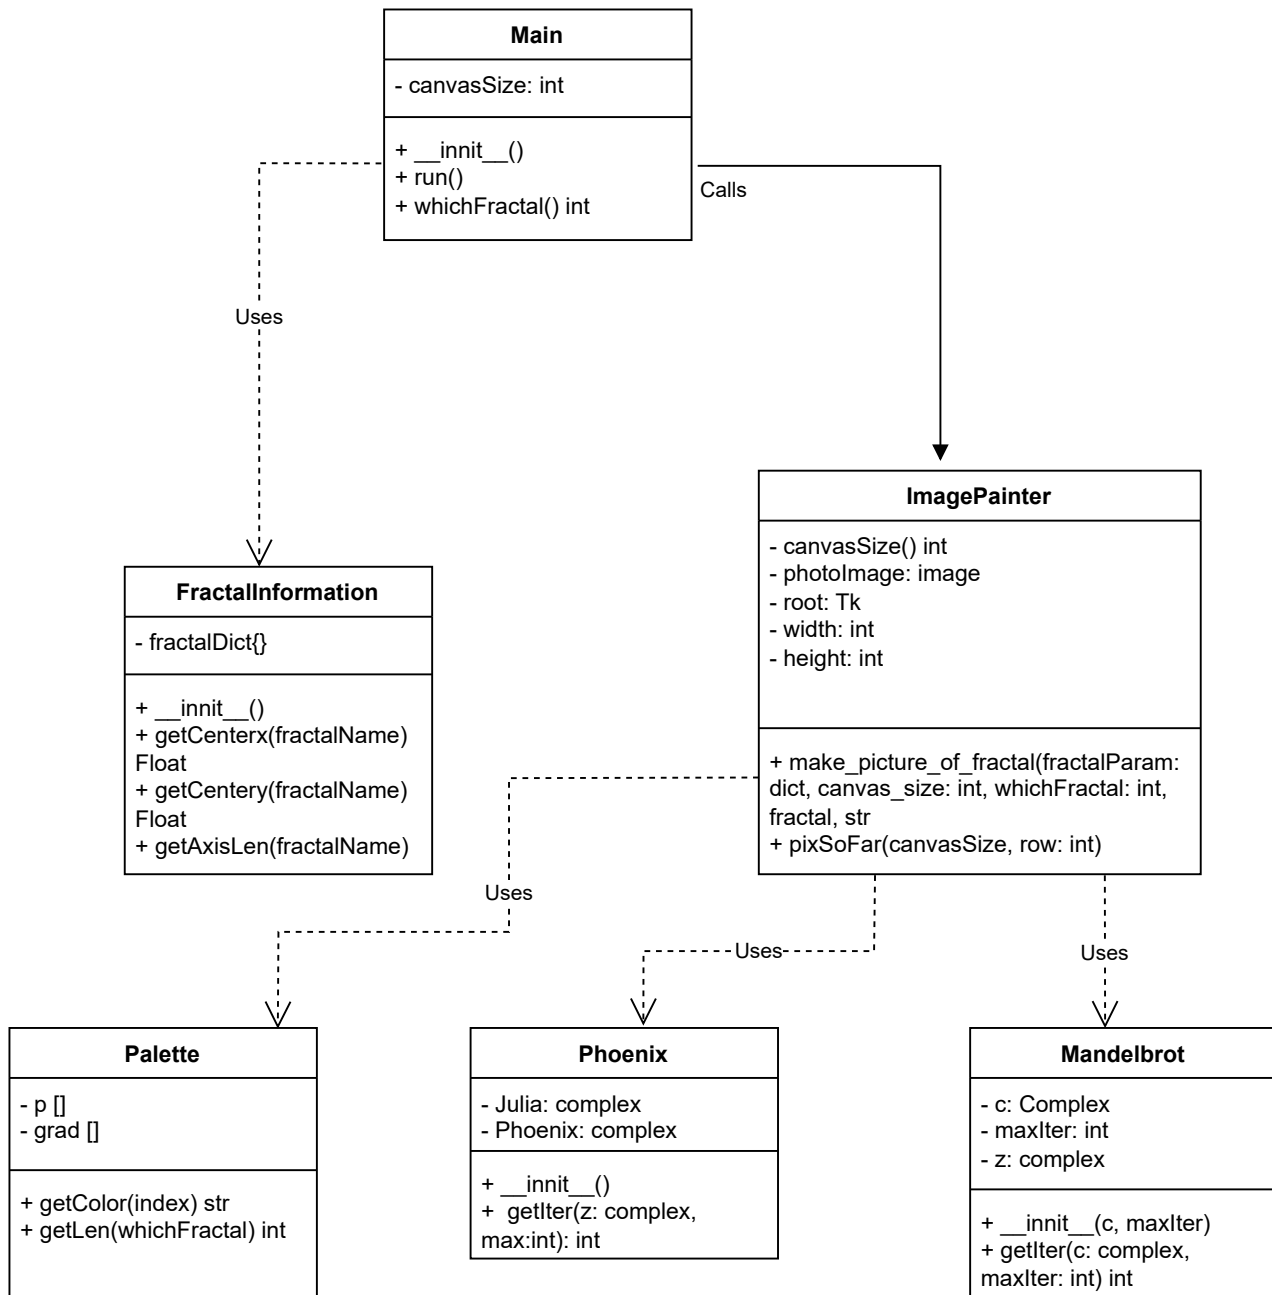 Main
- canvasSize: int
+ __innit__()
+ run()
+ whichFractal() int
Calls
Uses
ImagePainter
- canvasSize() int
- photoImage: image
- root: Tk
- width: int
- height: int
+ make_picture_of_fractal(fractalParam:
dict, canvas_size: int, whichFractal: int,
fractal, str
+ pixSoFar(canvasSize, row: int)
FractalInformation
- fractalDict{}
+ __innit__()
+ getCenterx(fractalName)
Float
+ getCentery(fractalName)
Float
+ getAxisLen(fractalName)
Uses
Uses
Uses
Palette
- p []
- grad []
+ getColor(index) str
+ getLen(whichFractal) int
Phoenix
- Julia: complex
- Phoenix: complex
+ __innit__()
+  getIter(z: complex,
max:int): int
Mandelbrot
- c: Complex
- maxIter: int
- z: complex
+ __innit__(c, maxIter)
+ getIter(c: complex,
maxIter: int) int